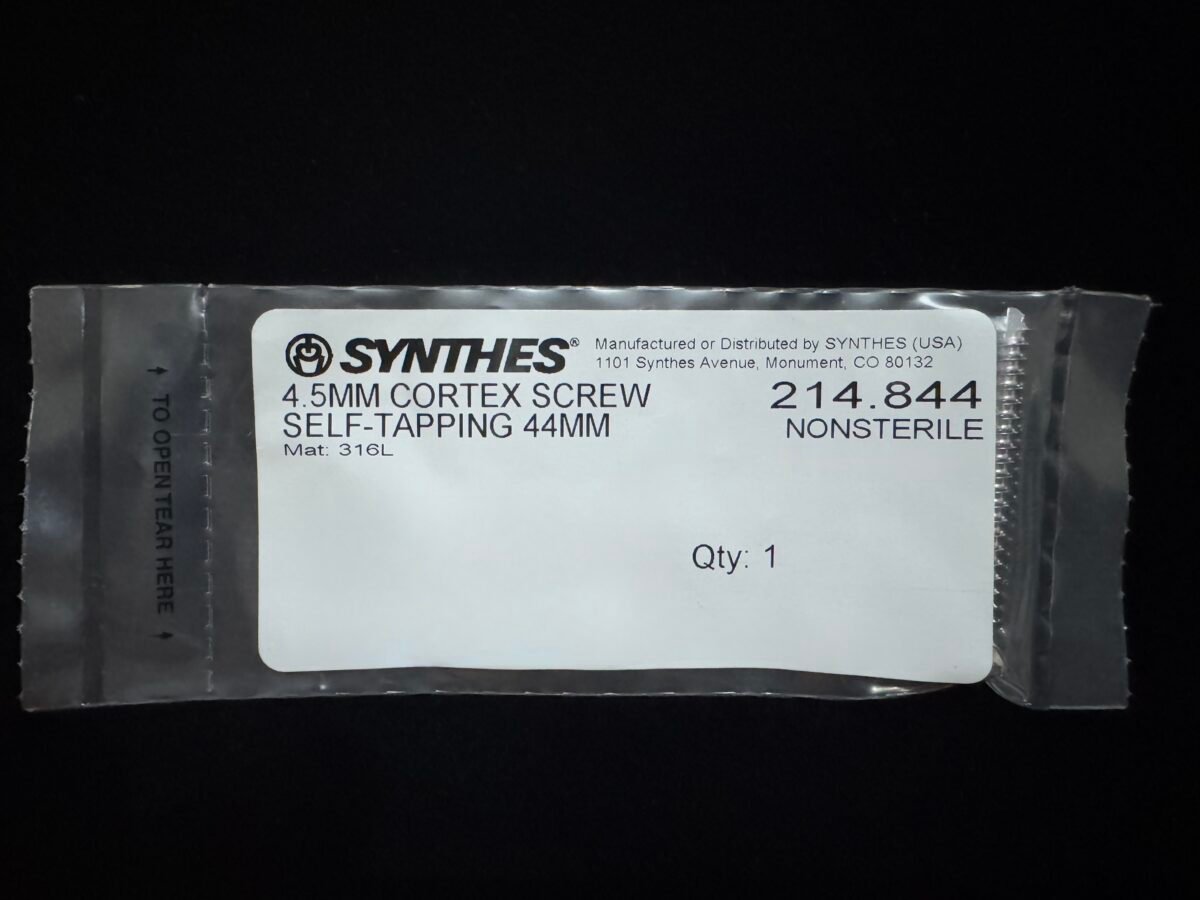 SYNTHES®
Manufactured or Distributed by SYNTHES (USA)
1101 Synthes Avenue, Monument, CO 80132
4.5MM CORTEX SCREW
SELF-TAPPING 44MM
Mat: 316L
214.844
NONSTERILE
Qty: 1
TO OPEN TEAR HERE